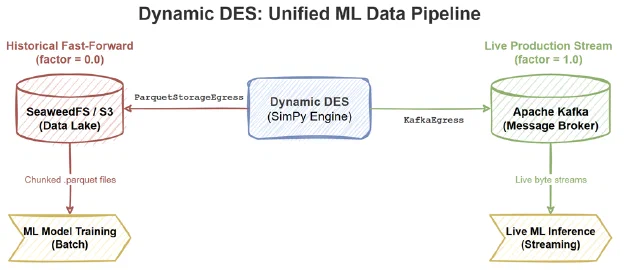 Dynamic DES: Unified ML Data Pipeline
Historical Fast-Forward
(factor = 0.0)
Live Production Stream
(factor = 1.0)
SeaweedFS / S3
(Data Lake)
ParquetStorageEgress
Dynamic DES
(SimPy Engine)
KafkaEgress
Apache Kafka
(Message Broker)
Chunked .parquet files
Live byte streams
ML Model Training
(Batch)
Live ML Inference
(Streaming)